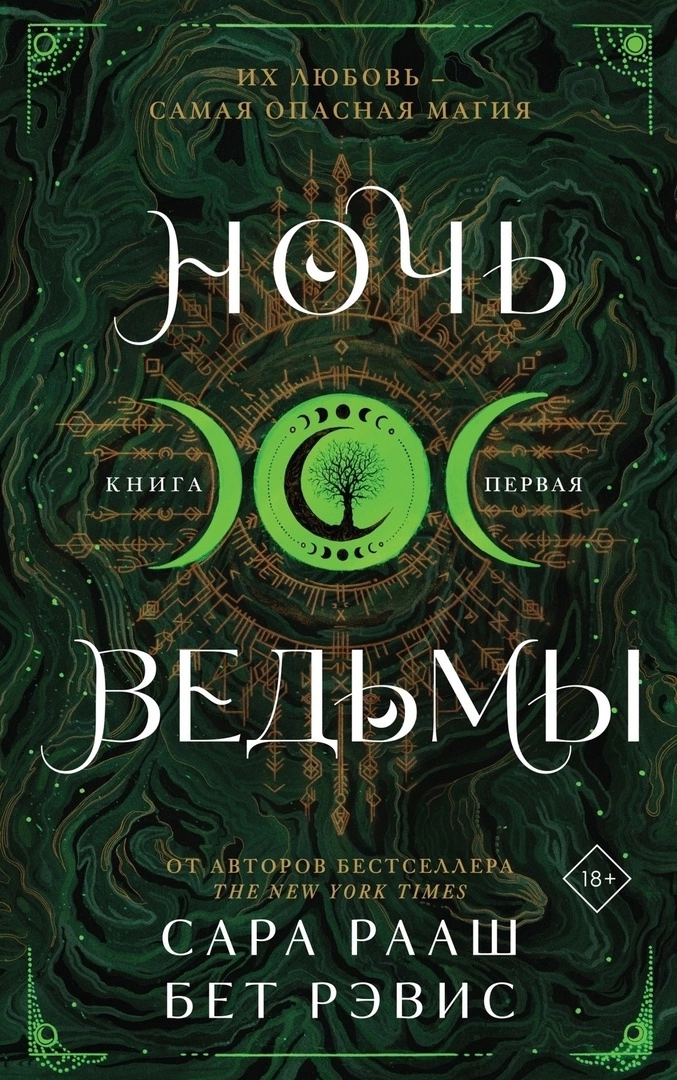 ИХ ЛЮБОВЬ –
САМАЯ ОПАСНАЯ МАГИЯ
НОЧЬ
КНИГА ПЕРВАЯ
ВЕДЬМЫ
ОТ АВТОРОВ БЕСТСЕЛЛЕРА
THE NEW YORK TIMES
18+
САРА РААШ
БЕТ РЭВИС